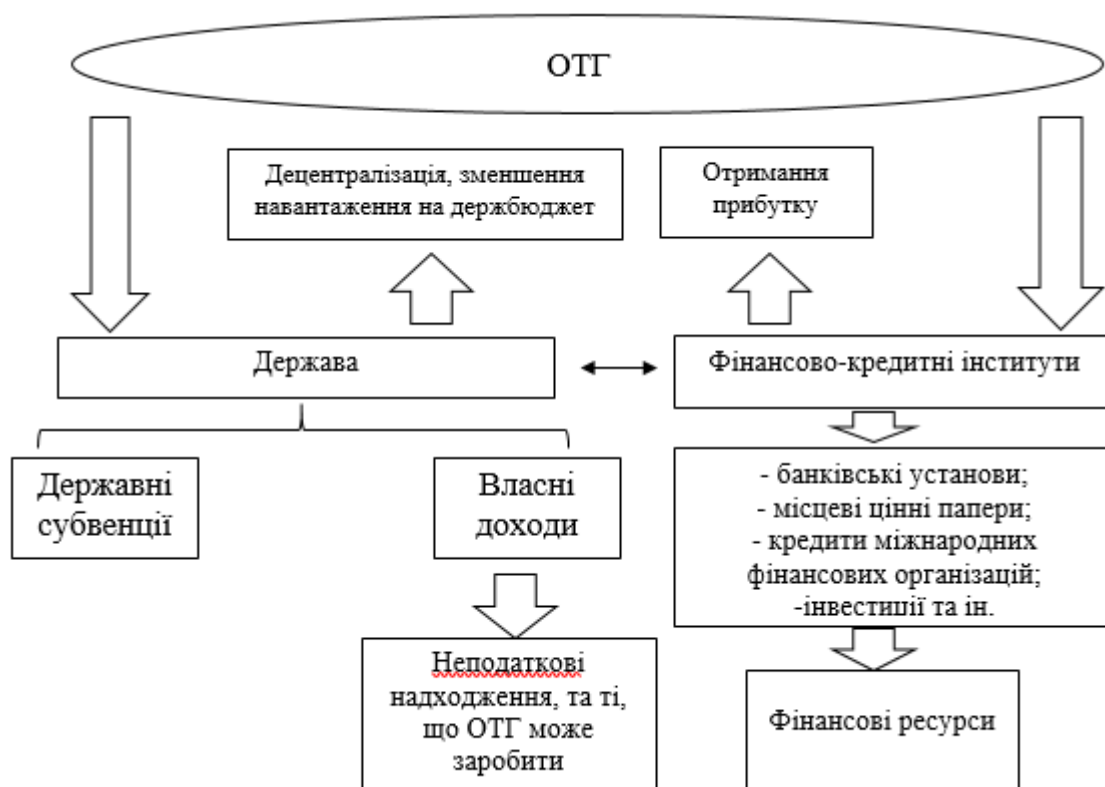 ОТГ
Децентралізація, зменшення
навантаження на держбюджет
Отримання
прибутку
Держава
Фінансово-кредитні інститути
Державні
субвенції
Власні
доходи
- банківські установи;
- місцеві цінні папери;
- кредити міжнародних
фінансових організацій;
-інвестиції та ін.
Неподаткові
надходження, та ті,
що ОТГ може
заробити
Фінансові ресурси